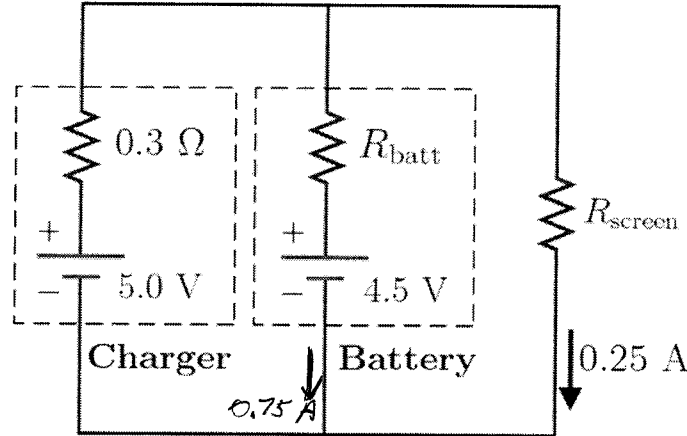 0.3 Ω
R_batt
R_screen
+
5.0 V
−
+
4.5 V
−
Charger
Battery
0.25 A
0.75 A